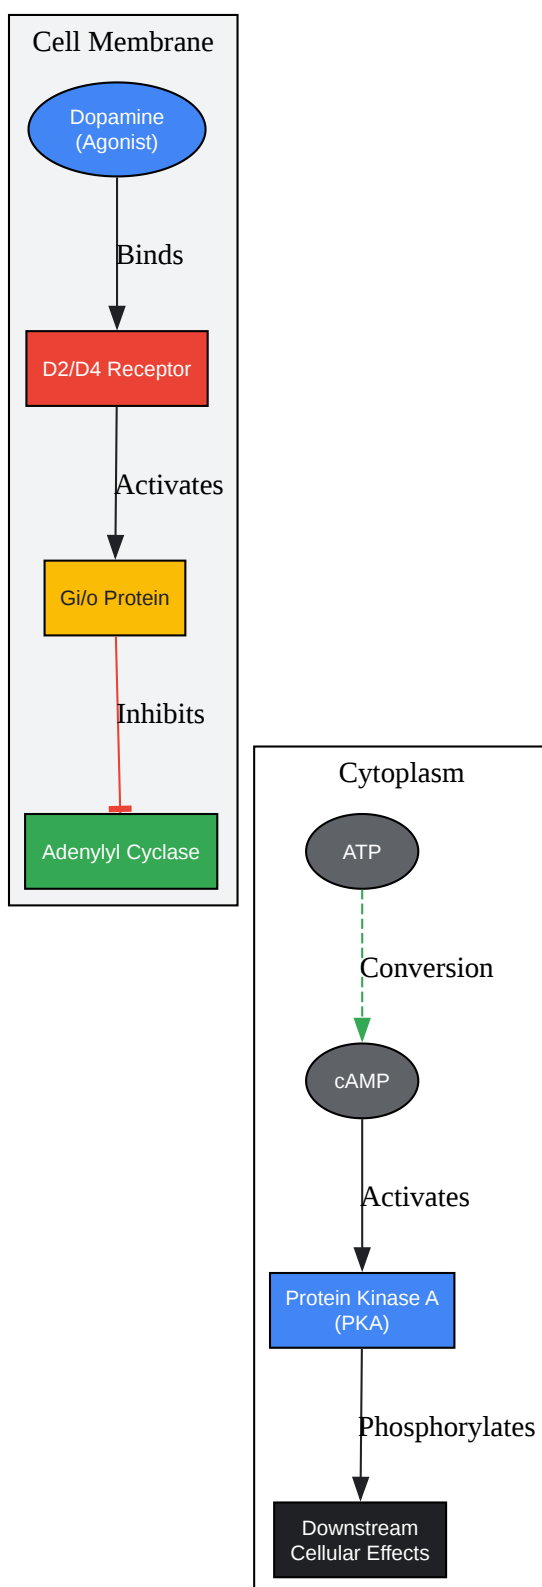 Cell Membrane
Dopamine
(Agonist)
Binds
D2/D4 Receptor
Activates
Gi/o Protein
Inhibits
Adenylyl Cyclase
Cytoplasm
ATP
Conversion
cAMP
Activates
Protein Kinase A
(PKA)
Phosphorylates
Downstream
Cellular Effects